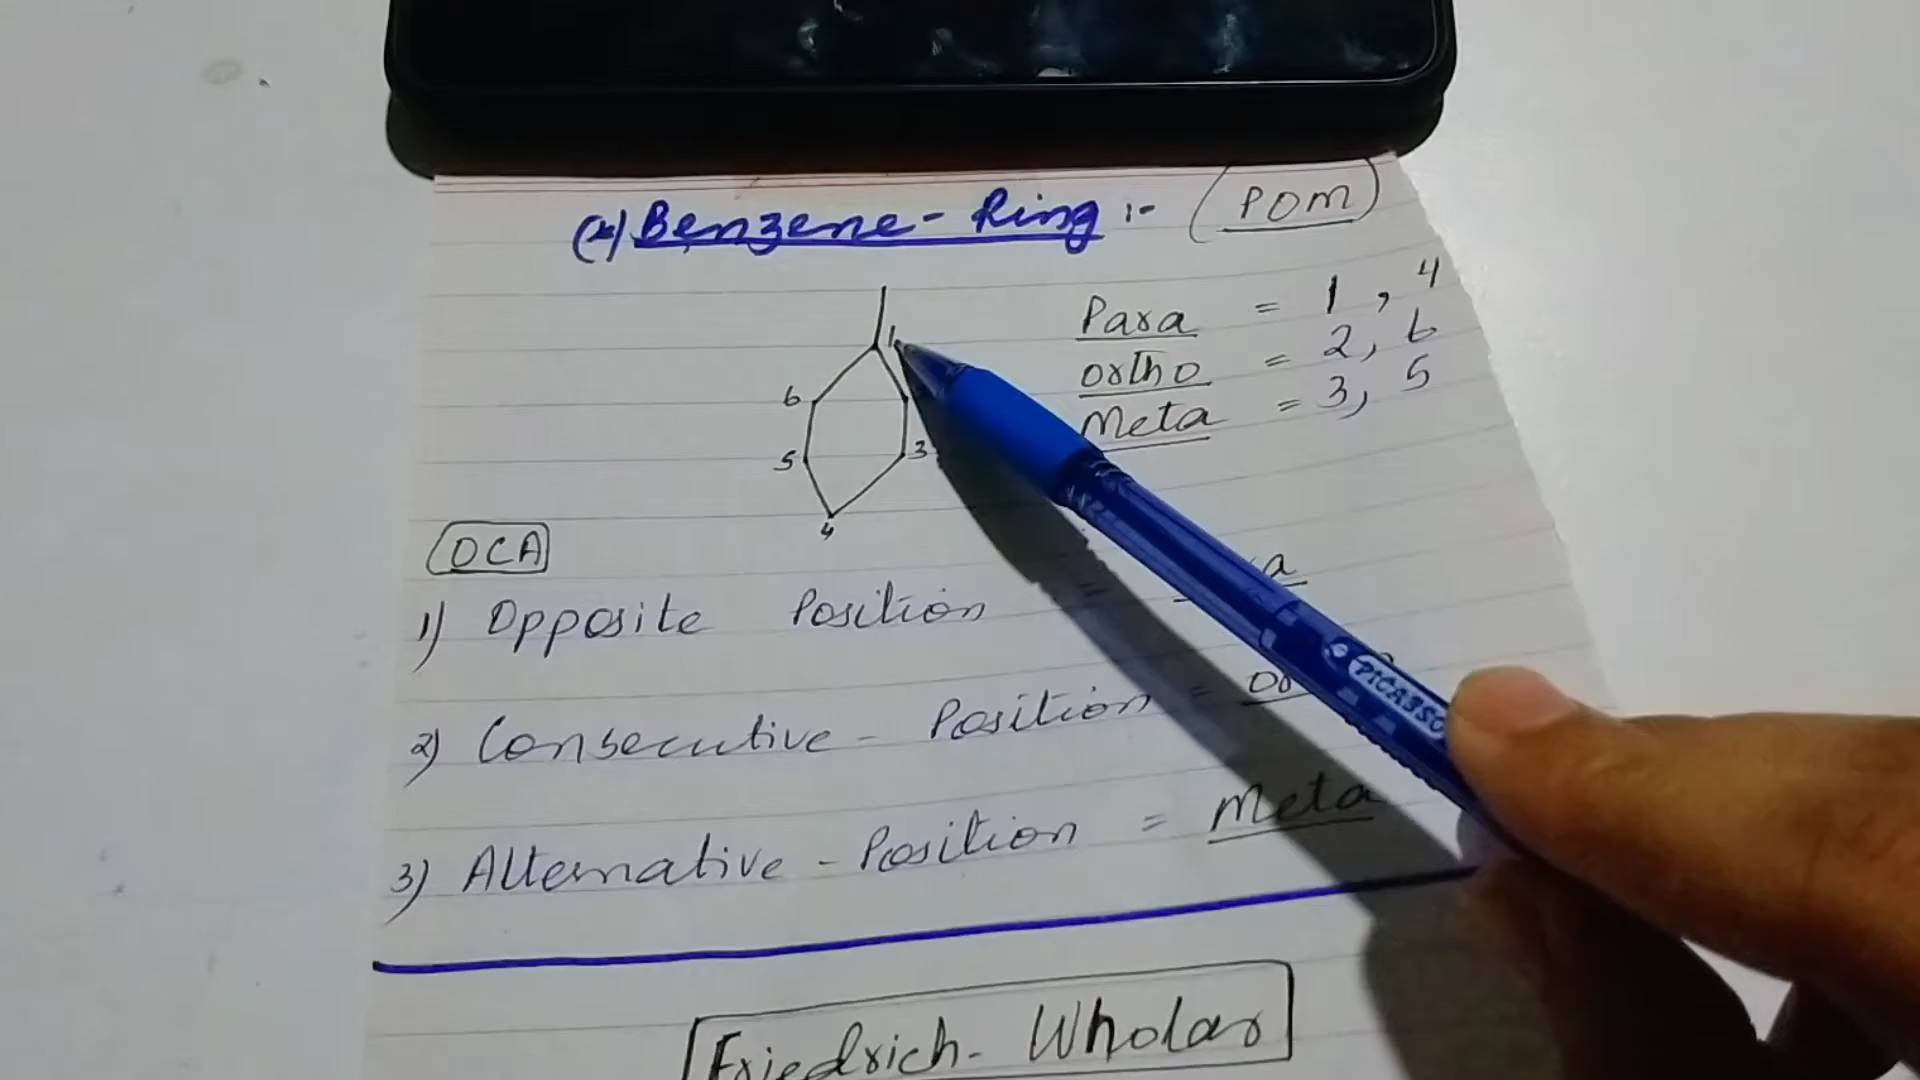 (*) Benzene - Ring :- (POM)
1
6
5
3
4
Para = 1, 4
ortho = 2, 6
Meta = 3, 5
OCA
1) Opposite Position " =
2) Consecutive - Position =
3) Alternative - Position = Meta
PICASSO
Friedrich - Wholar